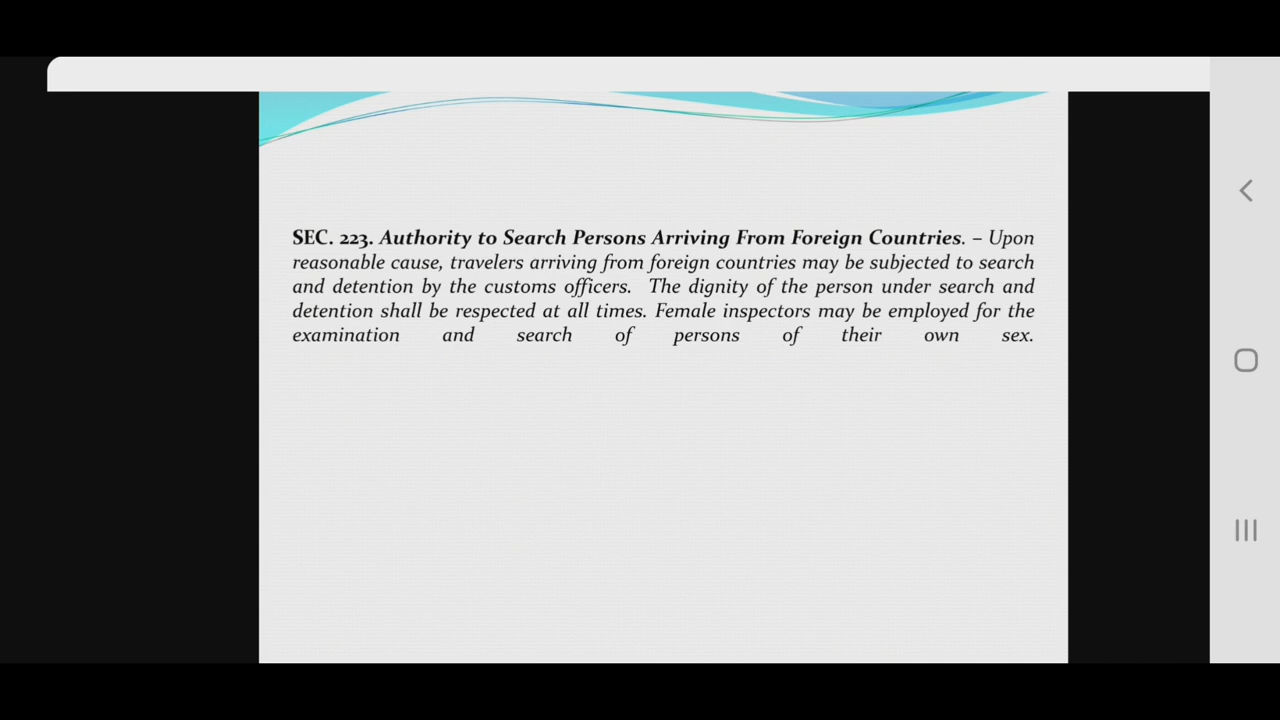 SEC. 223. Authority to Search Persons Arriving From Foreign Countries. – Upon
reasonable cause, travelers arriving from foreign countries may be subjected to search
and detention by the customs officers. The dignity of the person under search and
detention shall be respected at all times. Female inspectors may be employed for the
examination and search of persons of their own sex.